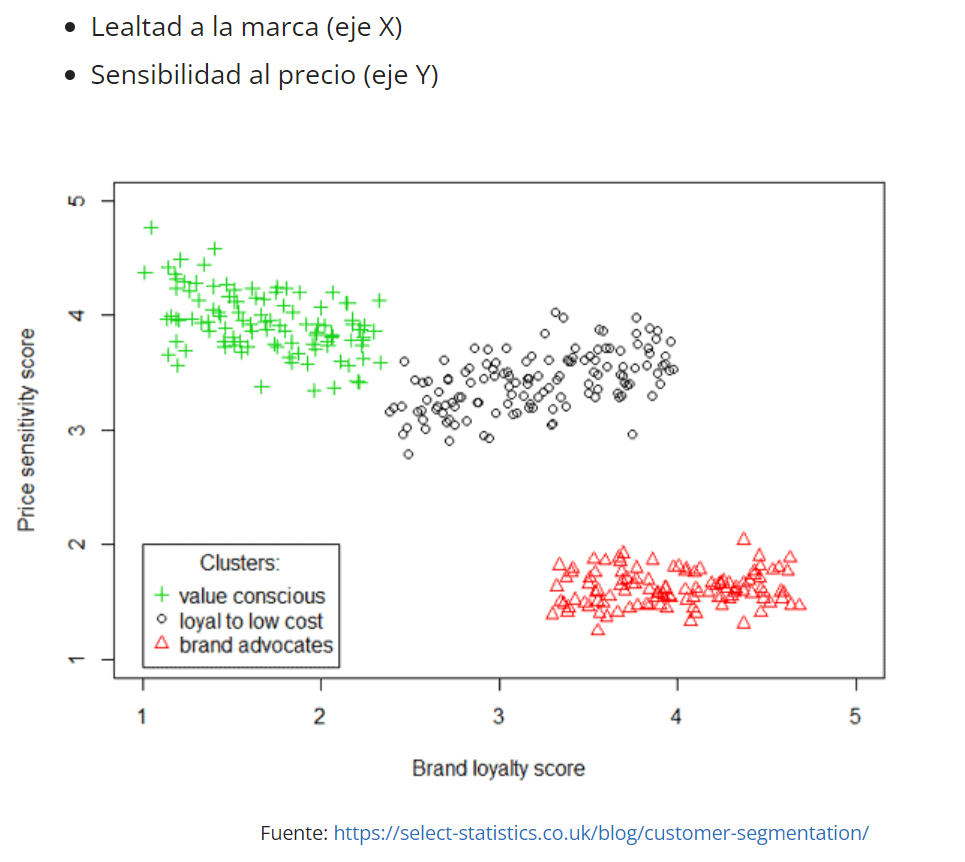 • Lealtad a la marca (eje X)
• Sensibilidad al precio (eje Y)
5
4
3
2
1
Price sensitivity score
Clusters:
value conscious
loyal to low cost
brand advocates
1 2 3 4 5
Brand loyalty score
Fuente: https://select-statistics.co.uk/blog/customer-segmentation/